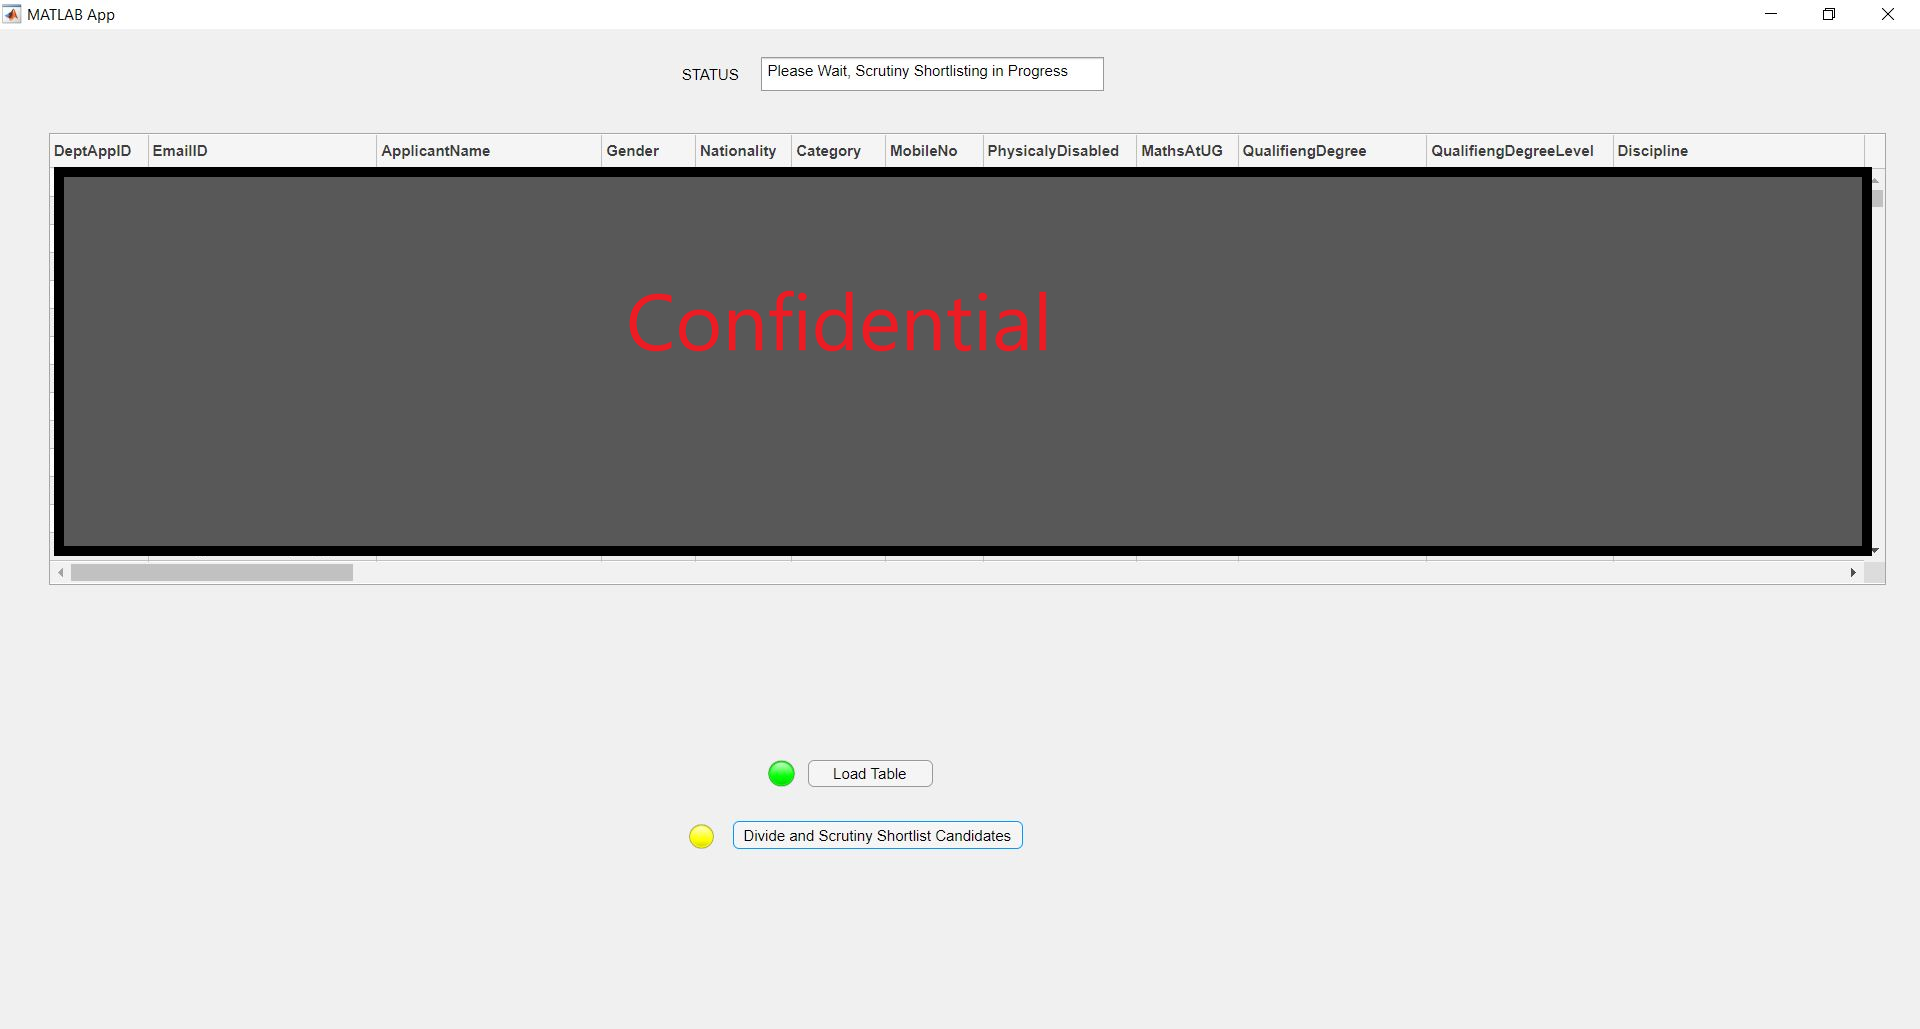 MATLAB App
STATUS Please Wait, Scrutiny Shortlisting in Progress
DeptAppID EmailID ApplicantName Gender Nationality Category MobileNo PhysicalyDisabled MathsAtUG QualifiengDegree QualifiengDegreeLevel Discipline
Confidential
Load Table
Divide and Scrutiny Shortlist Candidates